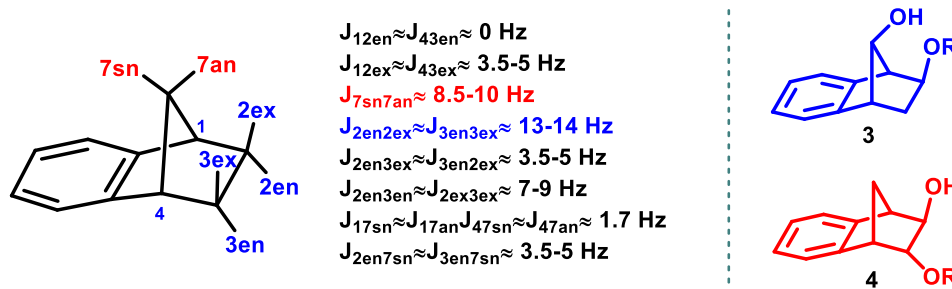 7sn 7an
1
2ex
3ex
2en
4
3en
J12en≈J43en≈ 0 Hz
J12ex≈J43ex≈ 3.5-5 Hz
J7sn7an≈ 8.5-10 Hz
J2en2ex≈J3en3ex≈ 13-14 Hz
J2en3ex≈J3en2ex≈ 3.5-5 Hz
J2en3en≈J2ex3ex≈ 7-9 Hz
J17sn≈J17anJ47sn≈J47an≈ 1.7 Hz
J2en7sn≈J3en7sn≈ 3.5-5 Hz
OH
OR
3
OH
OR
4